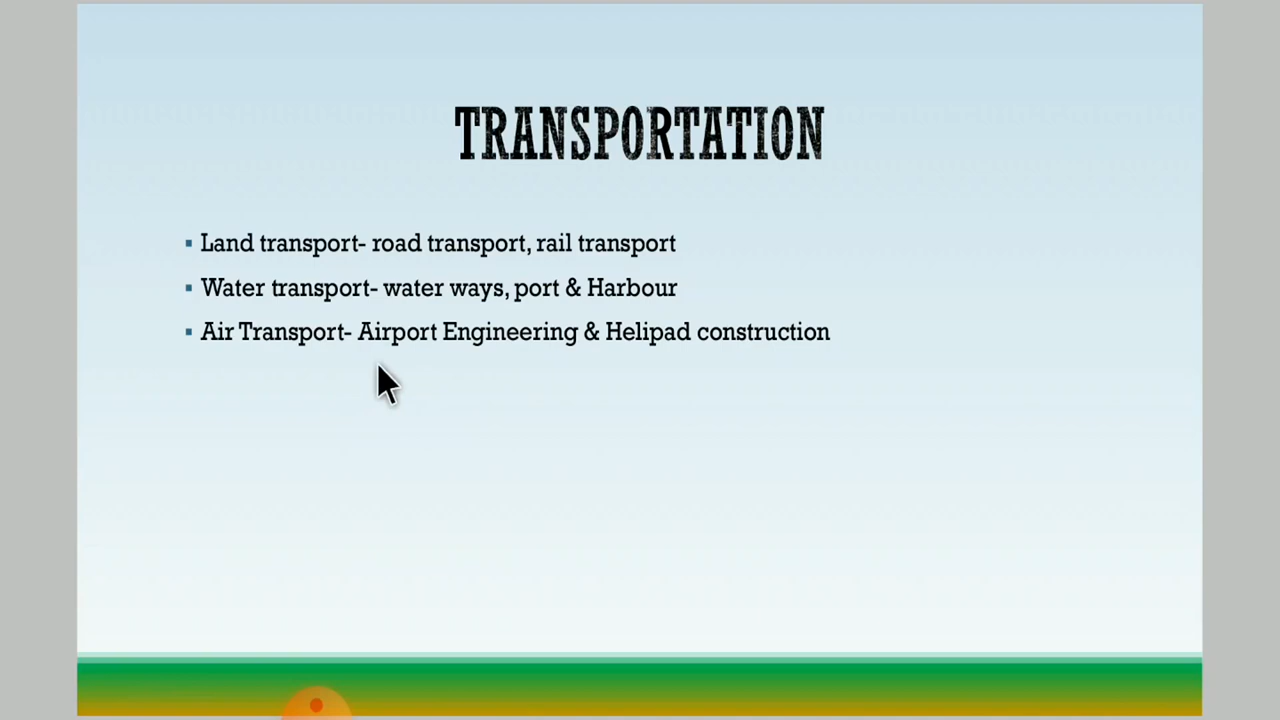 TRANSPORTATION
▪ Land transport- road transport, rail transport
▪ Water transport- water ways, port & Harbour
▪ Air Transport- Airport Engineering & Helipad construction